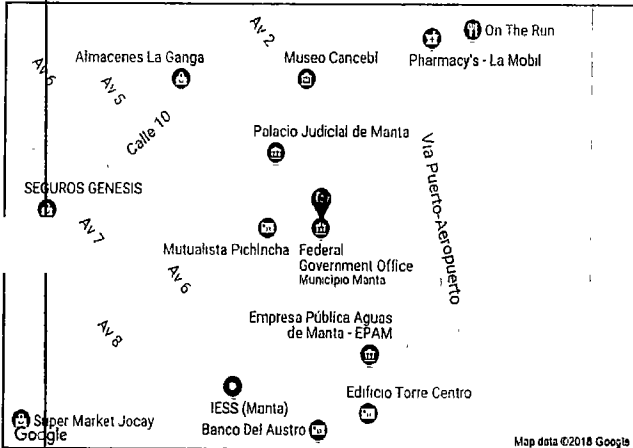 On The Run
Av 2
Pharmacy's - La Mobil
Almacenes La Ganga
Museo Cancebí
Av 6
Av 5
Calle 10
Palacio Judicial de Manta
Via Puerto-Aeropuerto
SEGUROS GENESIS
Av 7
Mutualista Pichincha
Federal
Government Office
Municipio Manta
Av 6
Empresa Pública Aguas
de Manta - EPAM
Av 8
IESS (Manta)
Edificio Torre Centro
Super Market Jocay
Banco Del Austro
Google
Map data ©2018 Google